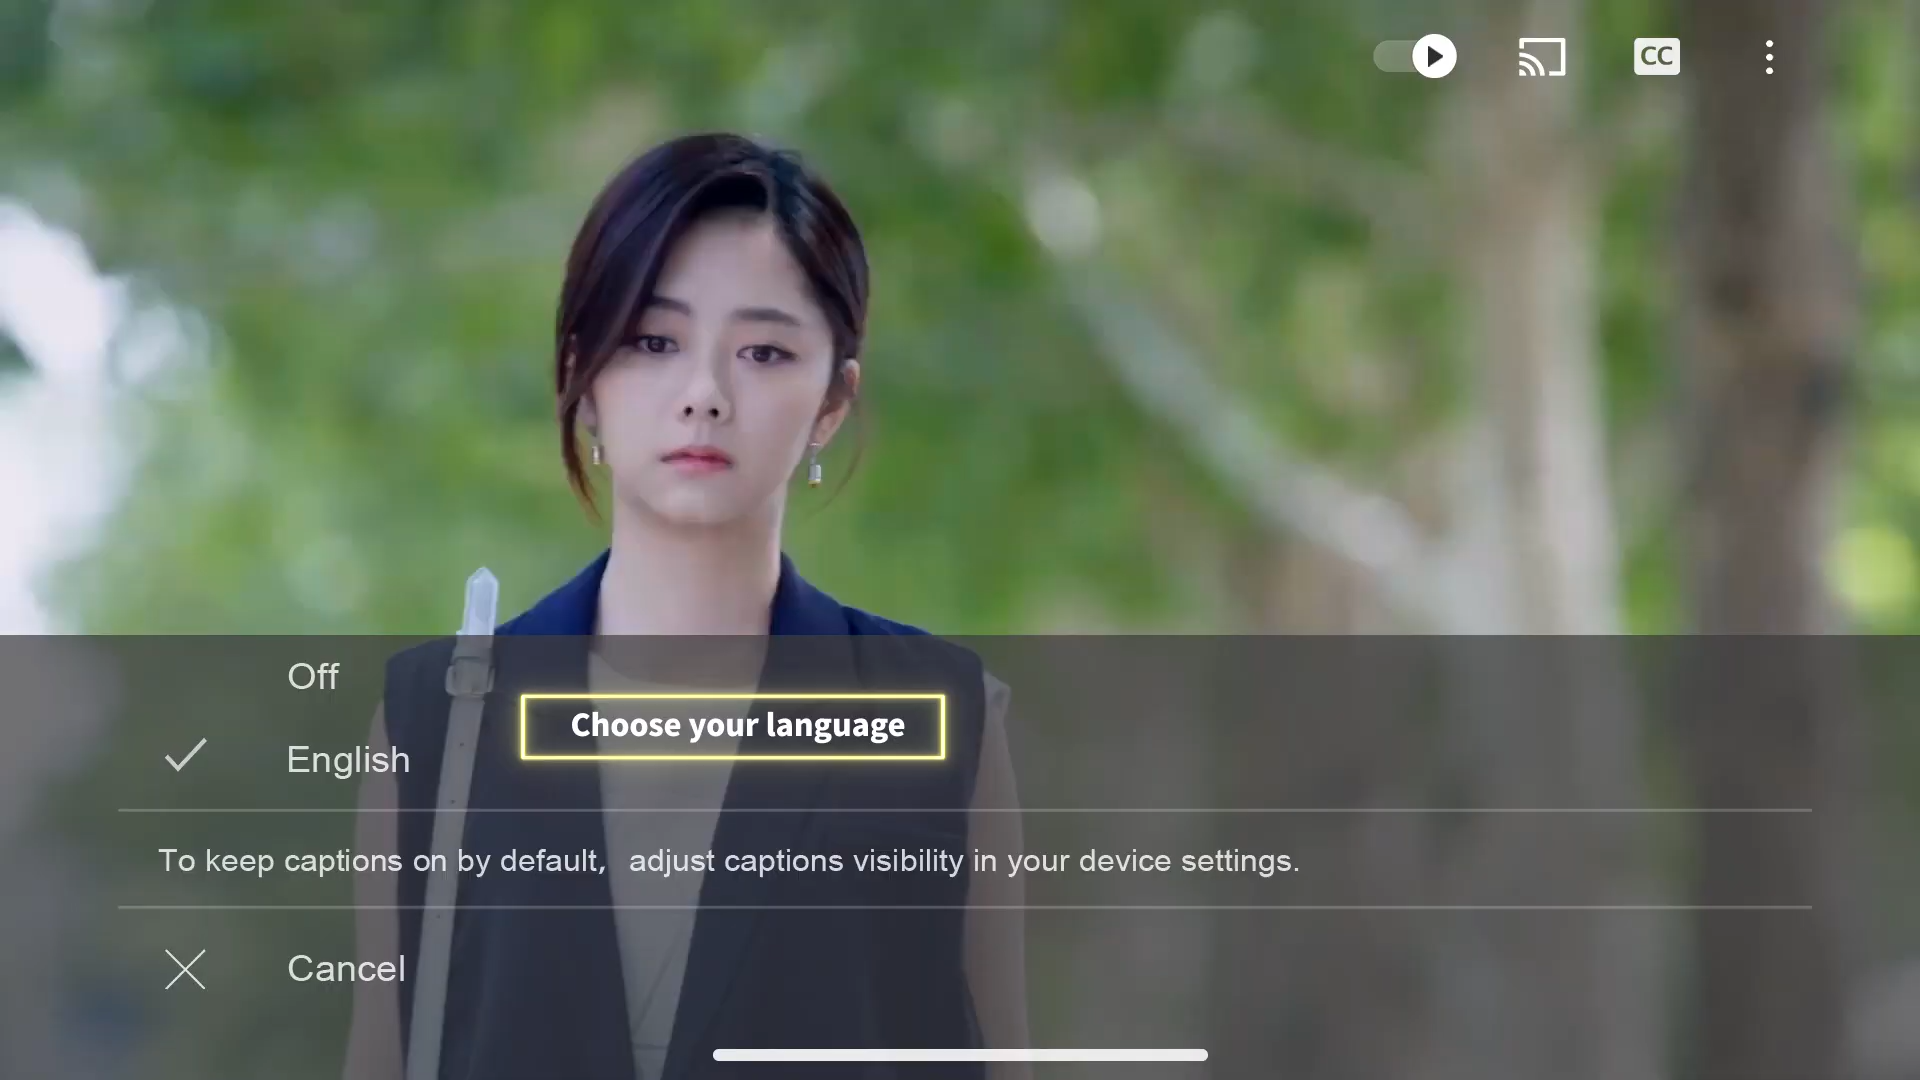 CC
Off
Choose your language
English
To keep captions on by default, adjust captions visibility in your device settings.
Cancel